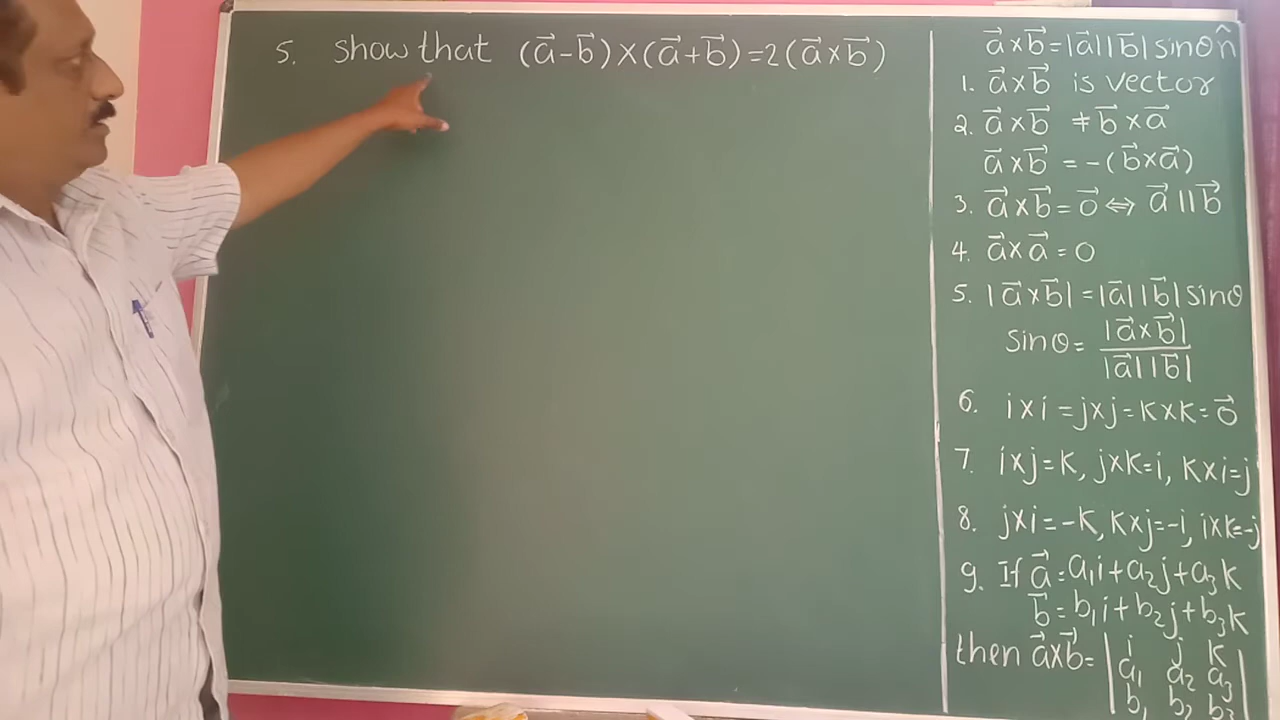 5. Show that (a⃗-b⃗)×(a⃗+b⃗)=2(a⃗×b⃗)
a⃗×b⃗=|a⃗||b⃗|sinθn̂
1. a⃗×b⃗ is vector
2. a⃗×b⃗ ≠b⃗×a⃗
a⃗×b⃗ =-(b⃗×a⃗)
3. a⃗×b⃗=0⃗⇔ a⃗||b⃗
4. a⃗×a⃗=0
5. |a⃗×b⃗|=|a⃗||b⃗|sinθ
sinθ= |a⃗×b⃗| / |a⃗||b⃗|
6. i×i=j×j=k×k=0⃗
7. i×j=k, j×k=i, k×i=j
8. j×i=-k, k×j=-i, i×k=-j
9. If a⃗=a₁i+a₂j+a₃k
b⃗=b₁i+b₂j+b₃k
then a⃗×b⃗= | i j k
a₁ a₂ a₃
b₁ b₂ b₃ |